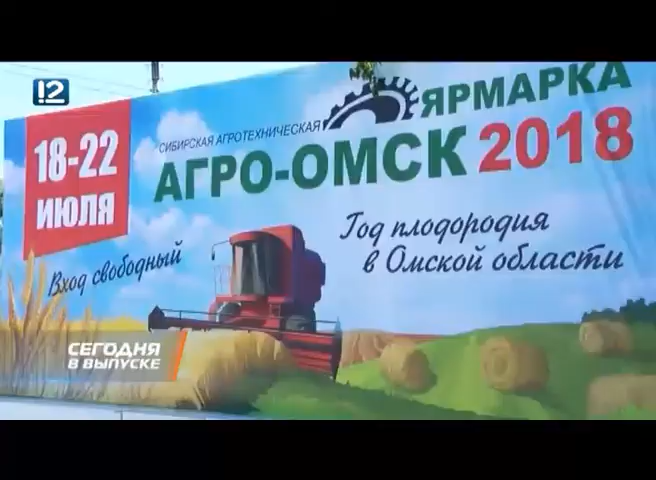 12
СИБИРСКАЯ АГРОТЕХНИЧЕСКАЯ ЯРМАРКА
АГРО-ОМСК 2018
18-22
ИЮЛЯ
Вход свободный
Год плодородия
в Омской области
СЕГОДНЯ
В ВЫПУСКЕ